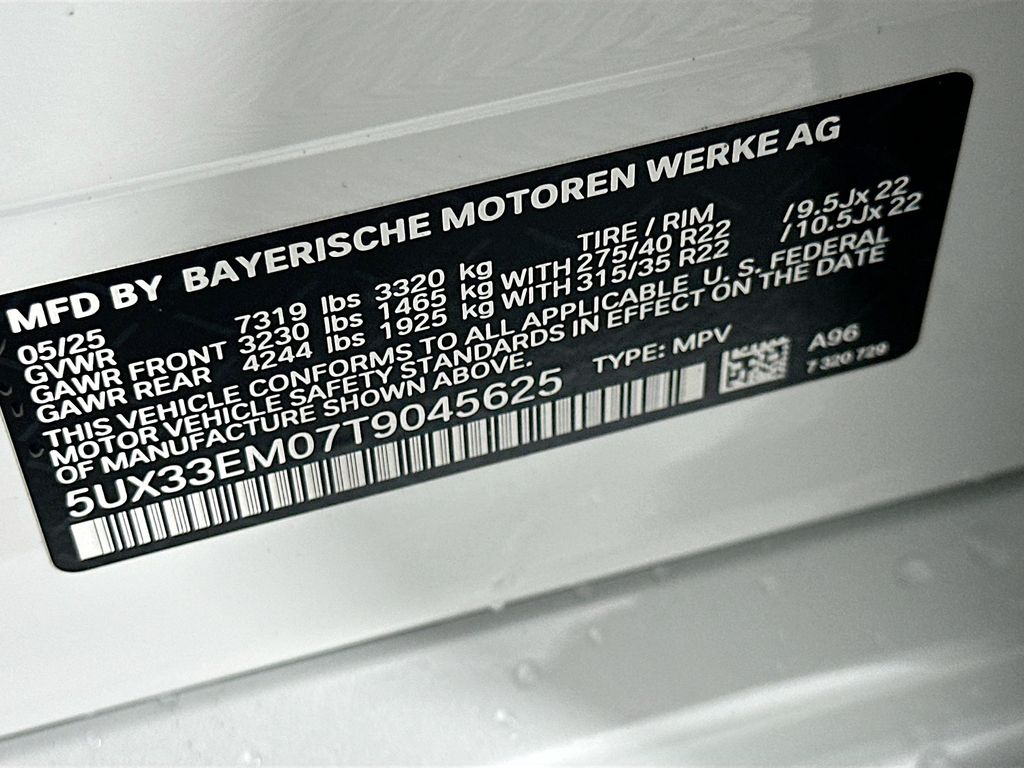 MFD BY BAYERISCHE MOTOREN WERKE AG
05/25 TIRE / RIM
GVWR 7319 lbs 3320 kg
GAWR FRONT 3230 lbs 1465 kg WITH 275/40 R22 /9.5Jx 22
GAWR REAR 4244 lbs 1925 kg WITH 315/35 R22 /10.5Jx 22
THIS VEHICLE CONFORMS TO ALL APPLICABLE U. S. FEDERAL
MOTOR VEHICLE SAFETY STANDARDS IN EFFECT ON THE DATE
OF MANUFACTURE SHOWN ABOVE.
5UX33EM07T9045625 TYPE: MPV A96
7 320 729